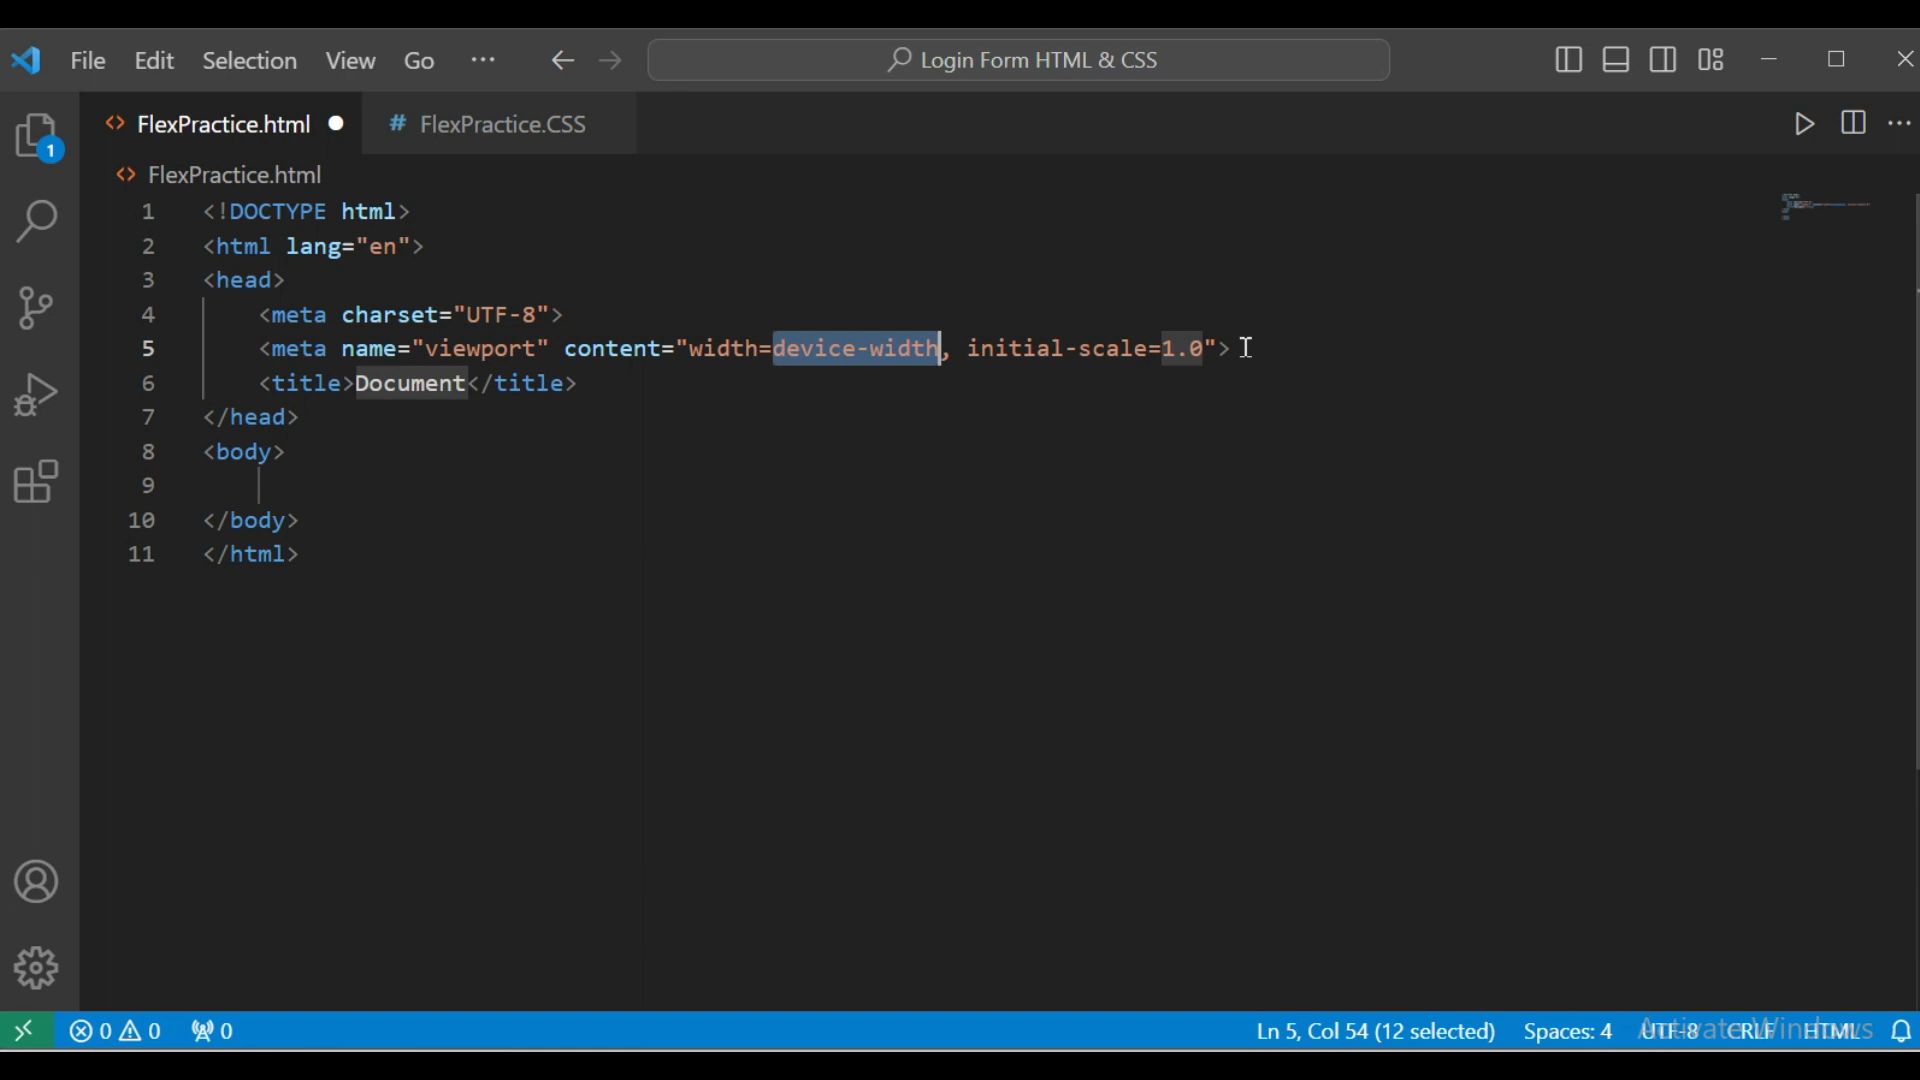 File Edit Selection View Go ··· Login Form HTML & CSS
FlexPractice.html # FlexPractice.CSS ···
1
<> FlexPractice.html
1 <!DOCTYPE html>
2 <html lang="en">
3 <head>
4 <meta charset="UTF-8">
5 <meta name="viewport" content="width=device-width, initial-scale=1.0">
6 <title>Document</title>
7 </head>
8 <body>
9
10 </body>
11 </html>
0 0 0 Ln 5, Col 54 (12 selected) Spaces: 4 UTF-8 CRLF HTML
Activate Windows